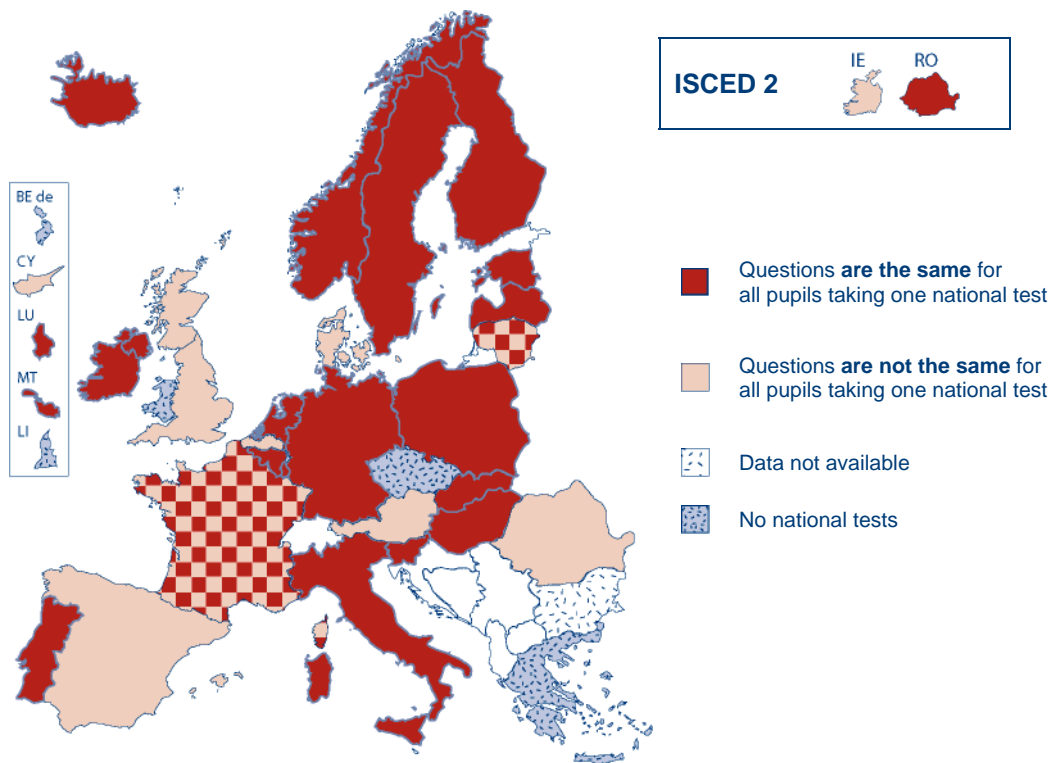 IE RO
ISCED 2
BE de
CY
LU
MT
LI
Questions are the same for
all pupils taking one national test
Questions are not the same for
all pupils taking one national test
Data not available
No national tests